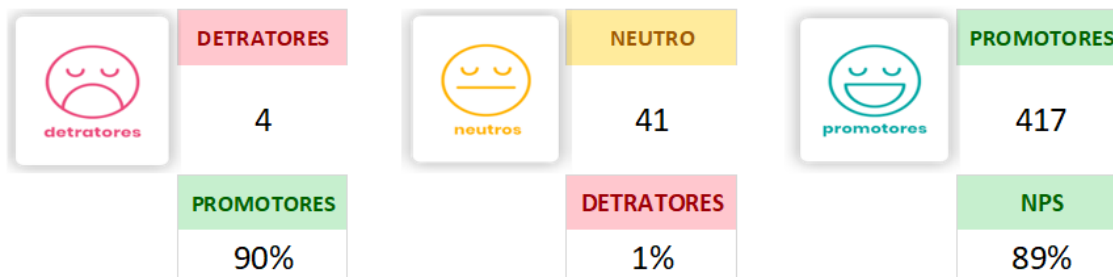 DETRATORES
4
detratores
NEUTRO
41
neutros
PROMOTORES
417
promotores
PROMOTORES
90%
DETRATORES
1%
NPS
89%